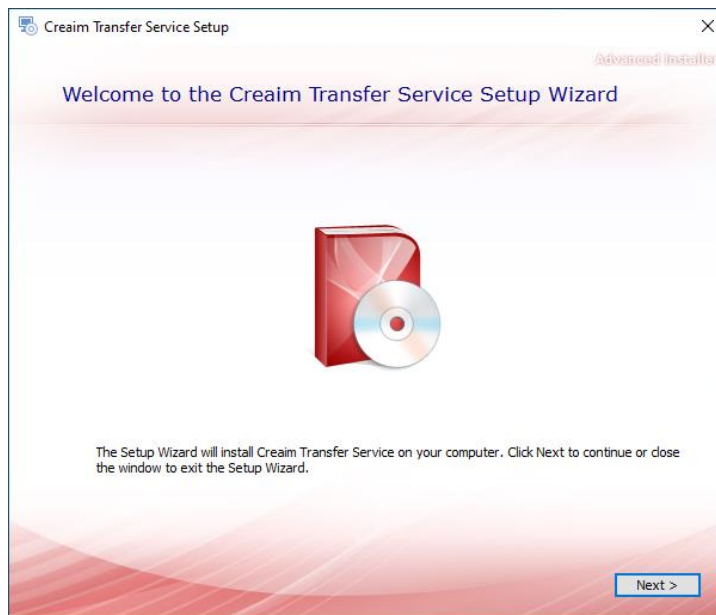 Creaim Transfer Service Setup
Advanced Installer
Welcome to the Creaim Transfer Service Setup Wizard
The Setup Wizard will install Creaim Transfer Service on your computer. Click Next to continue or close
the window to exit the Setup Wizard.
Next >